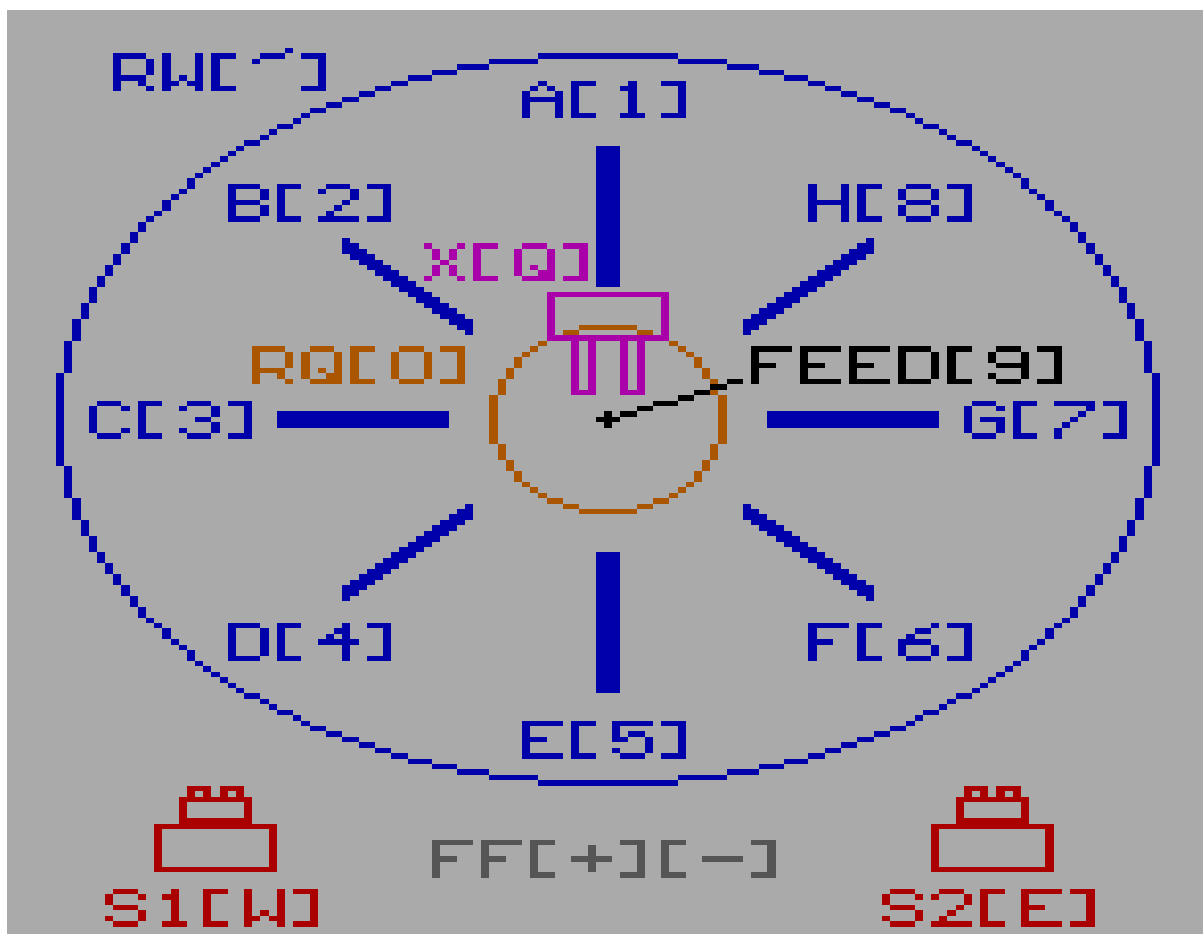 RW[^]
A[1]
B[2]
H[8]
X[Q]
RQ[0]
FEED[9]
C[3]
G[7]
D[4]
F[6]
E[5]
FF[+][-]
S1[W]
S2[E]